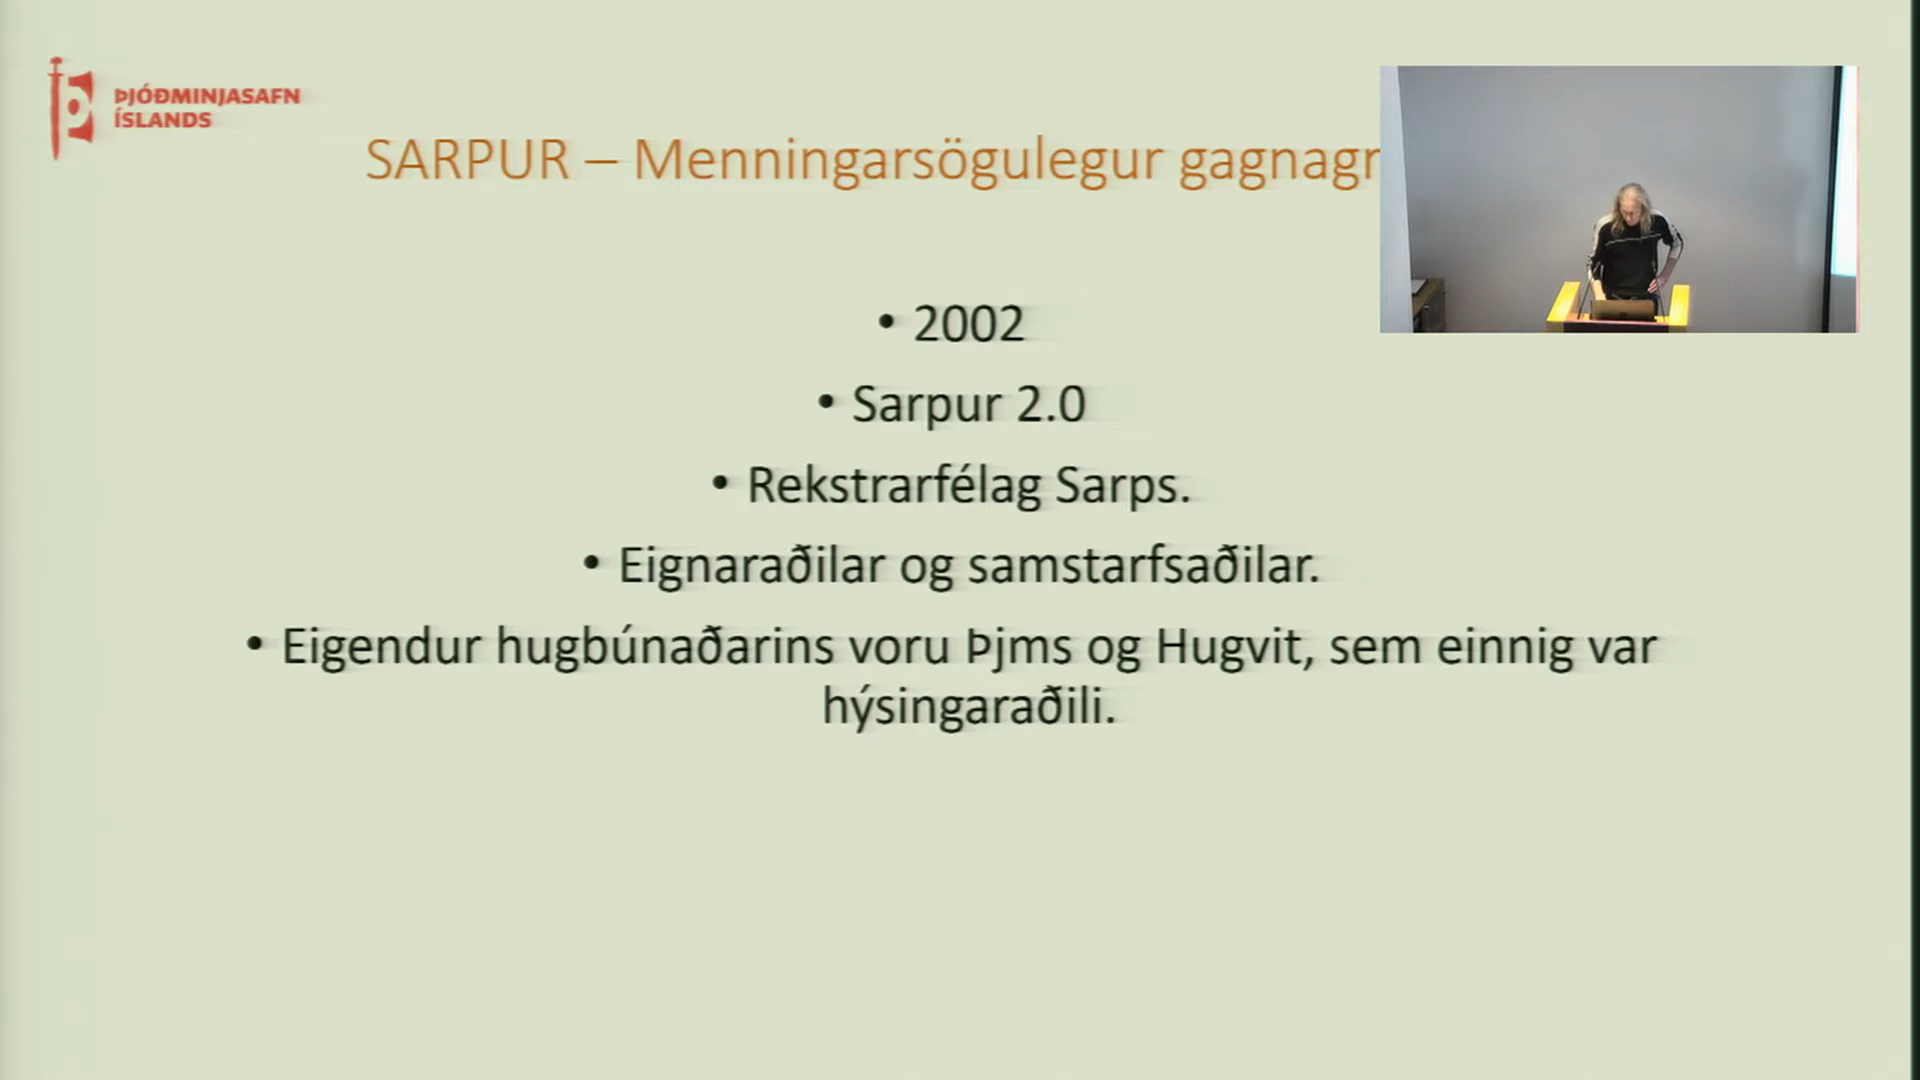 ÞJÓÐMINJASAFN
ÍSLANDS
SARPUR – Menningarsögulegur gagnagr
• 2002
• Sarpur 2.0
• Rekstrarfélag Sarps.
• Eignaraðilar og samstarfsaðilar.
• Eigendur hugbúnaðarins voru Þjms og Hugvit, sem einnig var
hýsingaraðili.